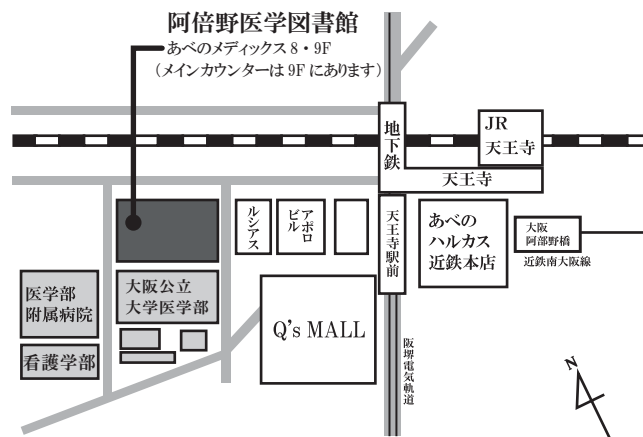 阿倍野医学図書館
あべのメディックス8・9F
（メインカウンターは9Fにあります）
地下鉄
JR
天王寺
天王寺
ルシアス
アポロ
ビル
天王寺駅前
あべの
ハルカス
近鉄本店
大阪
阿部野橋
近鉄南大阪線
医学部
附属病院
大阪公立
大学医学部
看護学部
Q's MALL
阪堺電気軌道
N